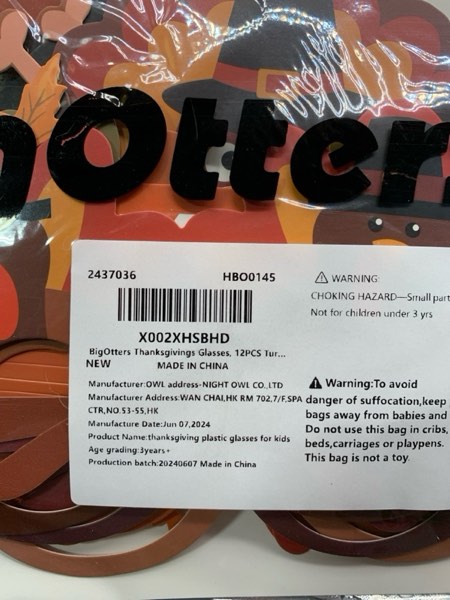 otter
2437036
HBO0145
X002XHSBHD
BigOtters Thanksgivings Glasses, 12PCS Tur...
NEW
MADE IN CHINA
Manufacturer:OWL address-NIGHT OWL CO.,LTD
Manufacturer Address:WAN CHAI,HK RM 702,7/F,SPA
CTR,NO.53-55,HK
Manufacture Date:Jun 07,2024
Product Name:thanksgiving plastic glasses for kids
Age grading:3years+
Production batch:20240607 Made in China
⚠ WARNING:
CHOKING HAZARD—Small part
Not for children under 3 yrs
⚠ Warning:To avoid
danger of suffocation,keep
bags away from babies and
Do not use this bag in cribs,
beds,carriages or playpens.
This bag is not a toy.